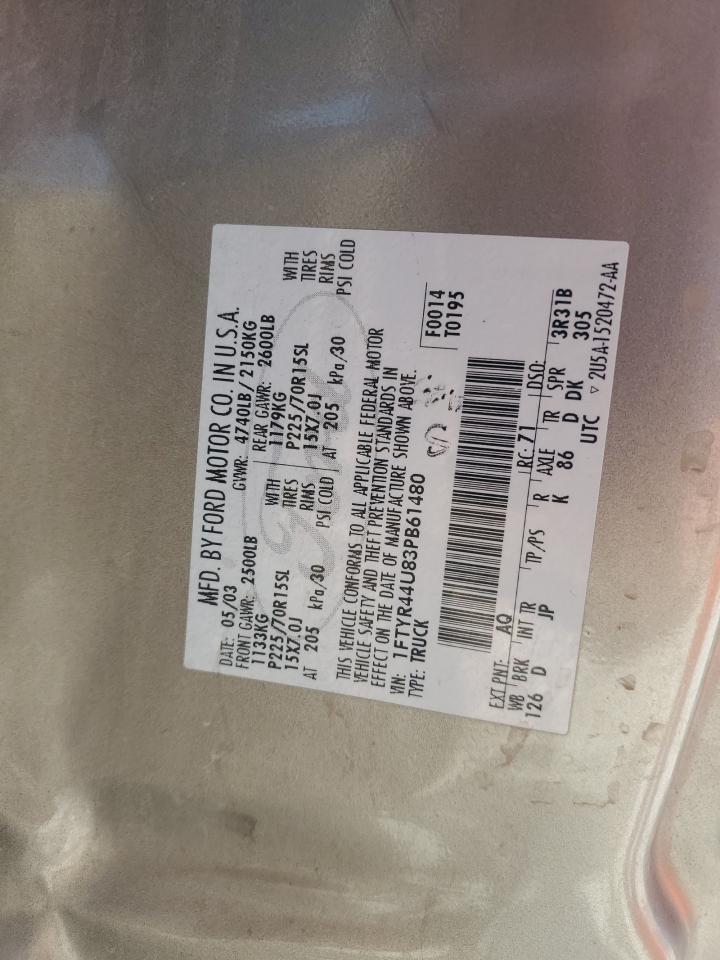 MFD. BY FORD MOTOR CO. IN U.S.A.
DATE: 05/03 GVWR: 4740LB/ 2150KG
FRONT GAWR: 2500LB REAR GAWR: 2600LB
1133KG WITH 1179KG WITH
P225/70R15SL TIRES P225/70R15SL TIRES
15X7.0J RIMS 15X7.0J RIMS
AT 205 kPa/30 PSI COLD AT 205 kPa/30 PSI COLD
THIS VEHICLE CONFORMS TO ALL APPLICABLE FEDERAL MOTOR
VEHICLE SAFETY AND THEFT PREVENTION STANDARDS IN
EFFECT ON THE DATE OF MANUFACTURE SHOWN ABOVE.
VIN: 1FTYR44U83PB61480
TYPE: TRUCK
F0014
T0195
EXT PNT: AQ RC: 71 DSO:
WB BRK INT TR TP/PS R AXLE TR SPR 3R31B
126 D JP K 86 D DK 305
UTC ▽ 2U5A-1520472-AA